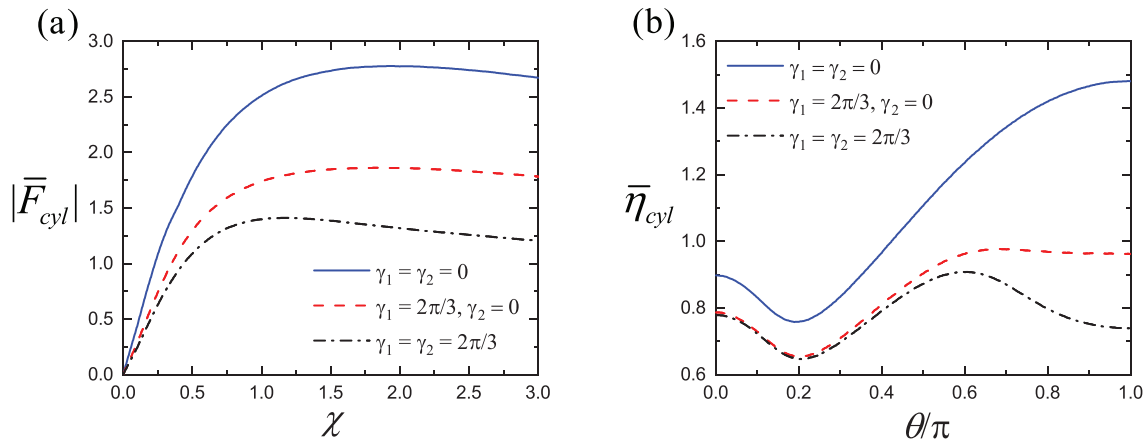 (a)
3.0
2.5
2.0
1.5
1.0
0.5
0.0
|F̅cyl|
γ1 = γ2 = 0
γ1 = 2π/3, γ2 = 0
γ1 = γ2 = 2π/3
0.0 0.5 1.0 1.5 2.0 2.5 3.0
χ
(b)
1.6
1.4
1.2
1.0
0.8
0.6
η̅cyl
γ1 = γ2 = 0
γ1 = 2π/3, γ2 = 0
γ1 = γ2 = 2π/3
0.0 0.2 0.4 0.6 0.8 1.0
θ/π